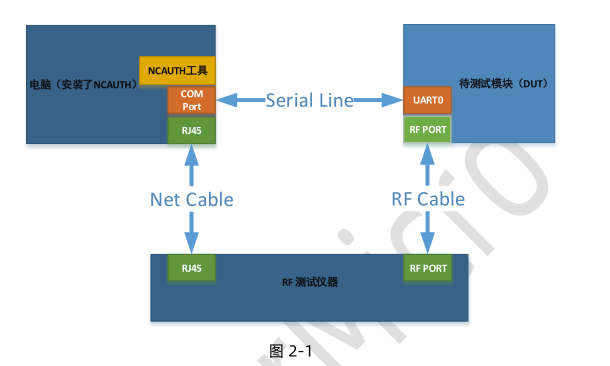 NCAUTH工具
电脑（安装了NCAUTH）
COM
Port
RJ45
Serial Line
待测试模块（DUT）
UART0
RF PORT
Net Cable
RF Cable
RJ45
RF PORT
RF 测试仪器
图 2-1